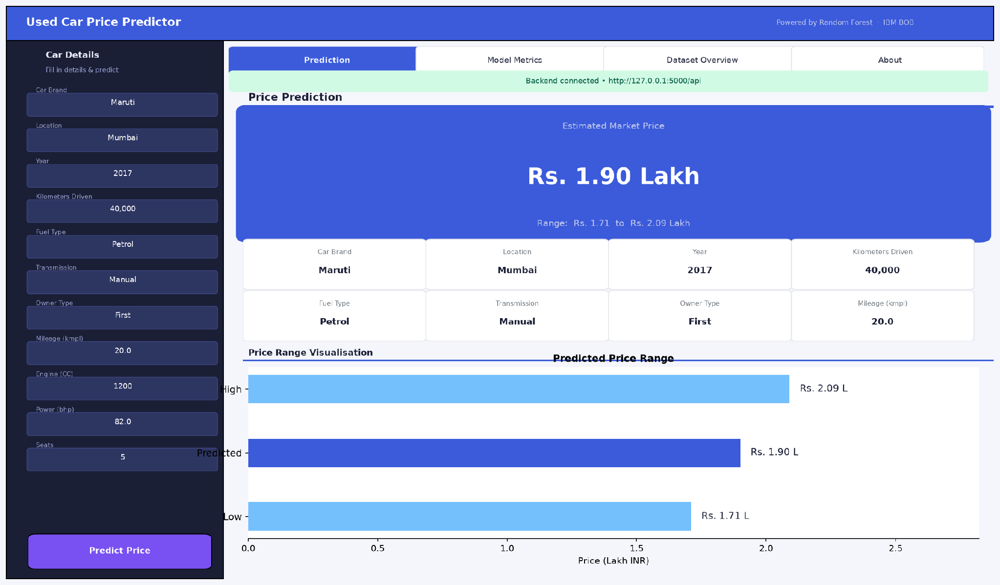 Used Car Price Predictor
Powered by Random Forest · IBM BOB
Car Details
Fill in details & predict
Car Brand
Maruti
Location
Mumbai
Year
2017
Kilometers Driven
40,000
Fuel Type
Petrol
Transmission
Manual
Owner Type
First
Mileage (kmpl)
20.0
Engine (CC)
1200
Power (bhp)
82.0
Seats
5
Predict Price
Prediction
Model Metrics
Dataset Overview
About
Backend connected • http://127.0.0.1:5000/api
Price Prediction
Estimated Market Price
Rs. 1.90 Lakh
Range: Rs. 1.71 to Rs. 2.09 Lakh
Car Brand
Maruti
Location
Mumbai
Year
2017
Kilometers Driven
40,000
Fuel Type
Petrol
Transmission
Manual
Owner Type
First
Mileage (kmpl)
20.0
Price Range Visualisation
Predicted Price Range
High
Rs. 2.09 L
Predicted
Rs. 1.90 L
Low
Rs. 1.71 L
0.0 0.5 1.0 1.5 2.0 2.5
Price (Lakh INR)